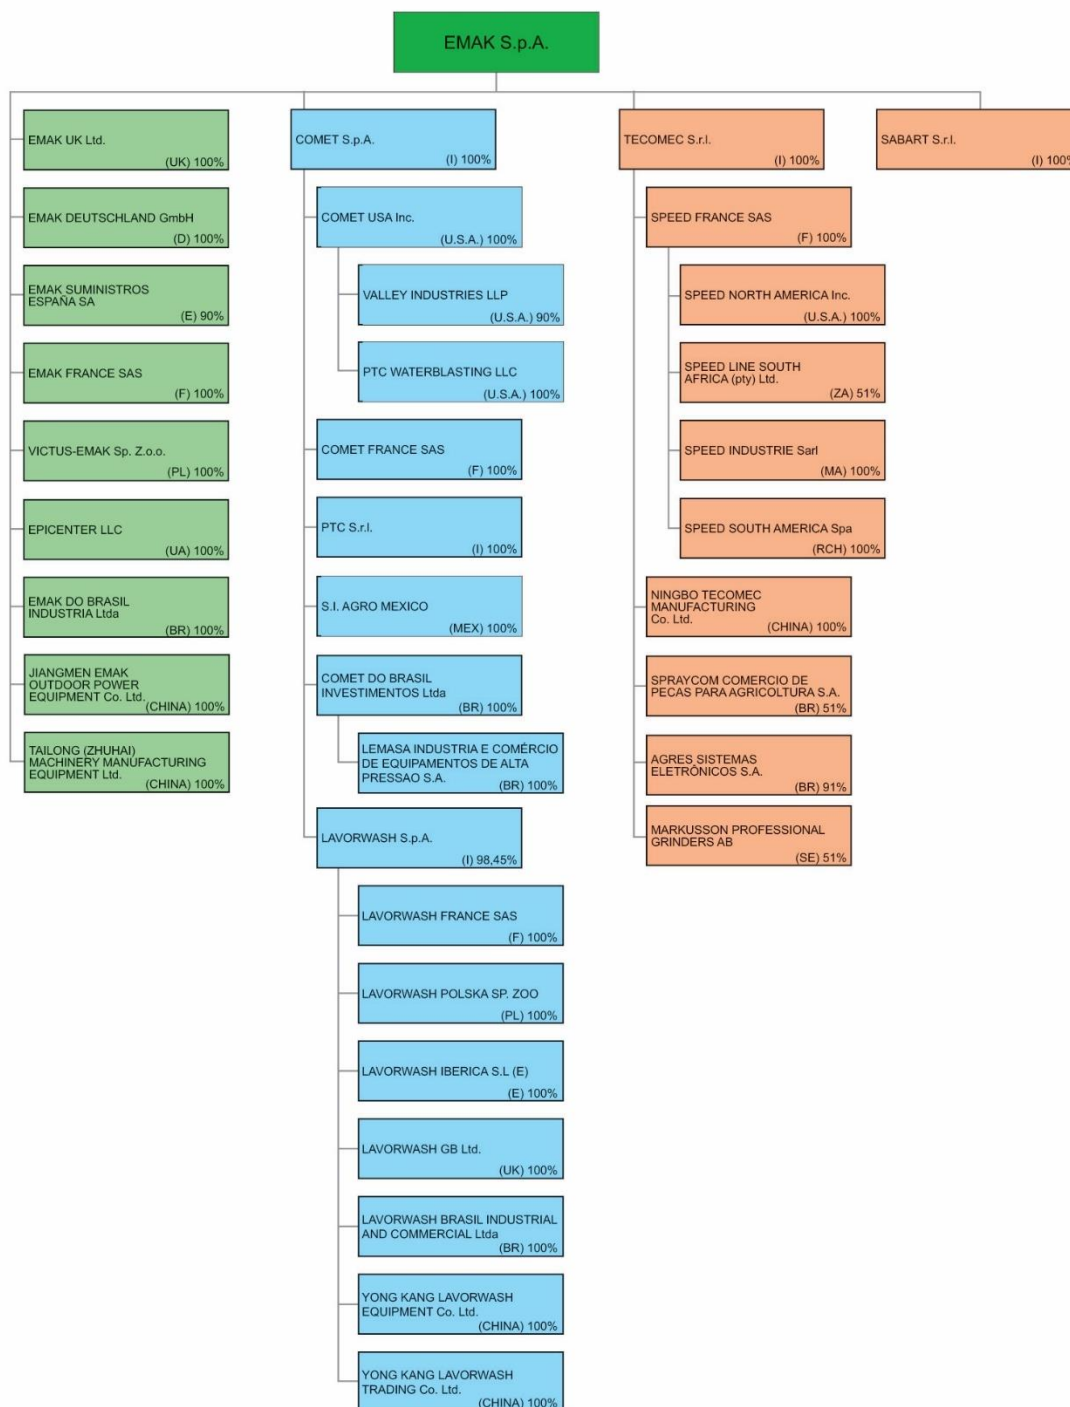 EMAK S.p.A.
EMAK UK Ltd.
(UK) 100%
EMAK DEUTSCHLAND GmbH
(D) 100%
EMAK SUMINISTROS
ESPAÑA SA
(E) 90%
EMAK FRANCE SAS
(F) 100%
VICTUS-EMAK Sp. Z.o.o.
(PL) 100%
EPICENTER LLC
(UA) 100%
EMAK DO BRASIL
INDUSTRIA Ltda
(BR) 100%
JIANGMEN EMAK
OUTDOOR POWER
EQUIPMENT Co. Ltd.
(CHINA) 100%
TAILONG (ZHUHAI)
MACHINERY MANUFACTURING
EQUIPMENT Ltd.
(CHINA) 100%
COMET S.p.A.
(I) 100%
COMET USA Inc.
(U.S.A.) 100%
VALLEY INDUSTRIES LLP
(U.S.A.) 90%
PTC WATERBLASTING LLC
(U.S.A.) 100%
COMET FRANCE SAS
(F) 100%
PTC S.r.l.
(I) 100%
S.I. AGRO MEXICO
(MEX) 100%
COMET DO BRASIL
INVESTIMENTOS Ltda
(BR) 100%
LEMASA INDUSTRIA E COMÉRCIO
DE EQUIPAMENTOS DE ALTA
PRESSAO S.A.
(BR) 100%
LAVORWASH S.p.A.
(I) 98,45%
LAVORWASH FRANCE SAS
(F) 100%
LAVORWASH POLSKA SP. ZOO
(PL) 100%
LAVORWASH IBERICA S.L (E)
(E) 100%
LAVORWASH GB Ltd.
(UK) 100%
LAVORWASH BRASIL INDUSTRIAL
AND COMMERCIAL Ltda
(BR) 100%
YONG KANG LAVORWASH
EQUIPMENT Co. Ltd.
(CHINA) 100%
YONG KANG LAVORWASH
TRADING Co. Ltd.
(CHINA) 100%
TECOMEC S.r.l.
(I) 100%
SPEED FRANCE SAS
(F) 100%
SPEED NORTH AMERICA Inc.
(U.S.A.) 100%
SPEED LINE SOUTH
AFRICA (pty) Ltd.
(ZA) 51%
SPEED INDUSTRIE Sarl
(MA) 100%
SPEED SOUTH AMERICA Spa
(RCH) 100%
NINGBO TECOMEC
MANUFACTURING
Co. Ltd.
(CHINA) 100%
SPRAYCOM COMERCIO DE
PECAS PARA AGRICOLTURA S.A.
(BR) 51%
AGRES SISTEMAS
ELETRÔNICOS S.A.
(BR) 91%
MARKUSSON PROFESSIONAL
GRINDERS AB
(SE) 51%
SABART S.r.l.
(I) 100%